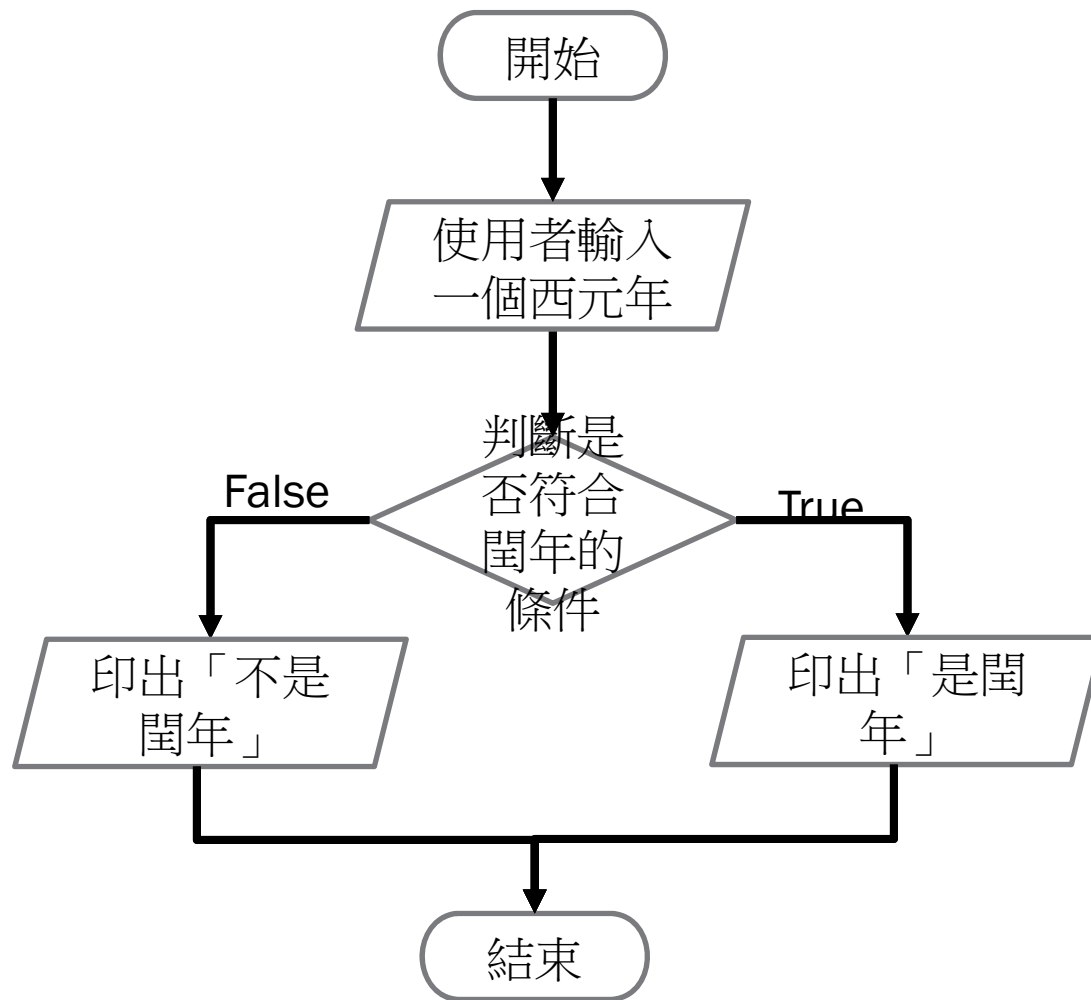 開始
使用者輸入
一個西元年
判斷是
否符合
閏年的
條件
False
True
印出「不是
閏年」
印出「是閏
年」
結束